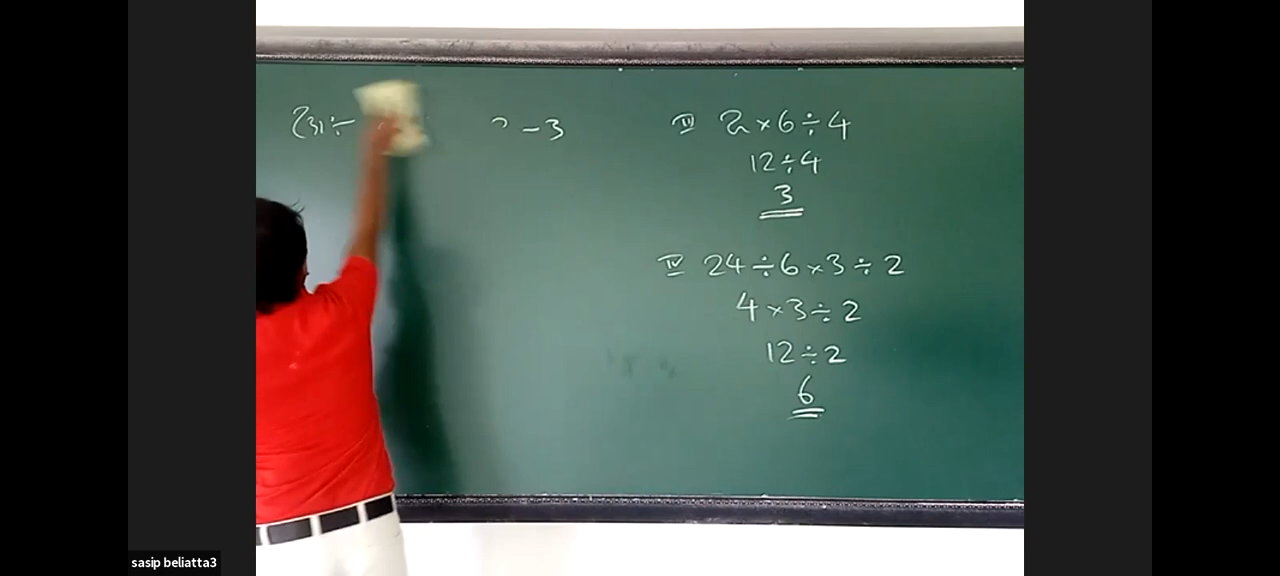 - 3
III 2 × 6 ÷ 4
12 ÷ 4
3
IV 24 ÷ 6 × 3 ÷ 2
4 × 3 ÷ 2
12 ÷ 2
6
sasip beliatta3